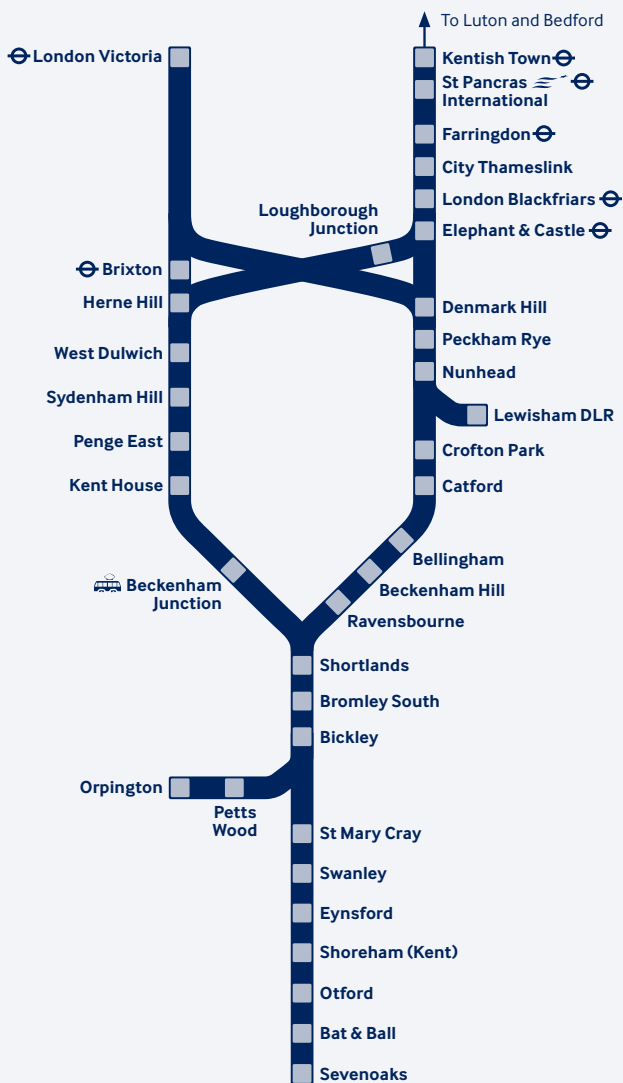 To Luton and Bedford
London Victoria
Kentish Town
St Pancras
International
Farringdon
City Thameslink
London Blackfriars
Loughborough
Junction
Elephant & Castle
Brixton
Herne Hill
Denmark Hill
Peckham Rye
West Dulwich
Nunhead
Sydenham Hill
Lewisham DLR
Penge East
Crofton Park
Kent House
Catford
Bellingham
Beckenham
Junction
Beckenham Hill
Ravensbourne
Shortlands
Bromley South
Bickley
Orpington
Petts
Wood
St Mary Cray
Swanley
Eynsford
Shoreham (Kent)
Otford
Bat & Ball
Sevenoaks